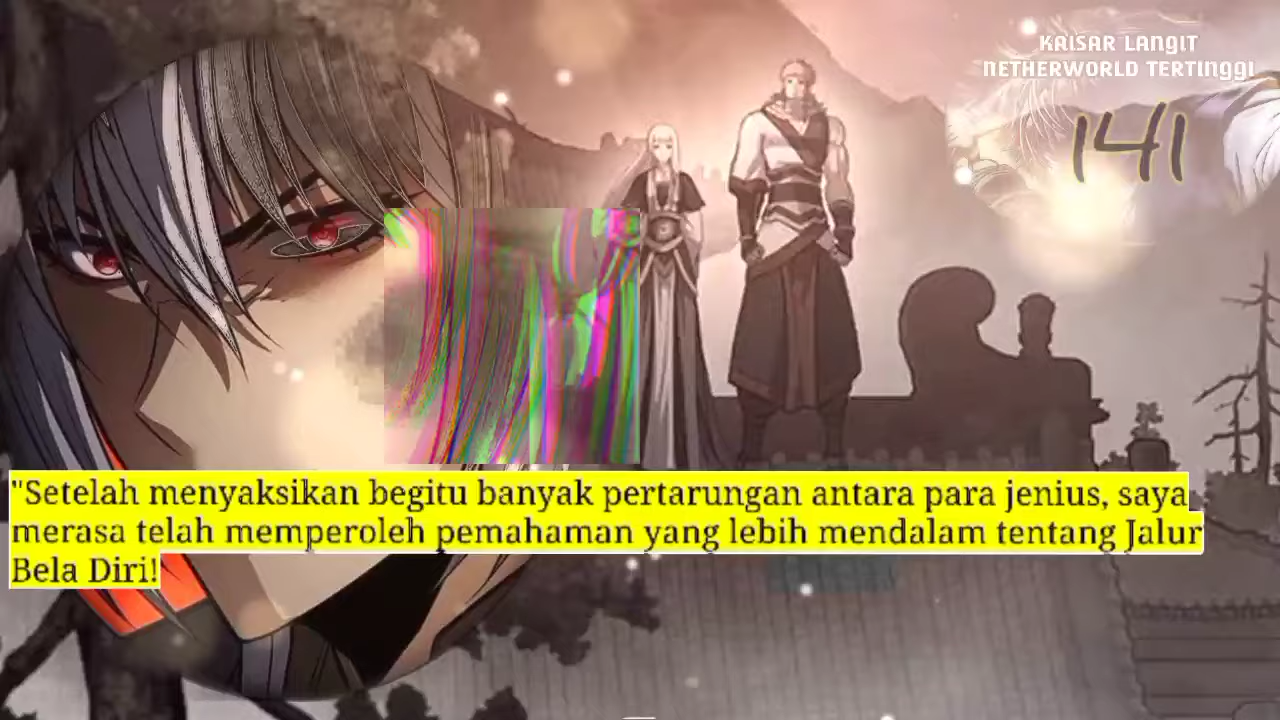 KAISAR LANGIT
NETHERWORLD TERTINGGI
141
"Setelah menyaksikan begitu banyak pertarungan antara para jenius, saya
merasa telah memperoleh pemahaman yang lebih mendalam tentang Jalur
Bela Diri!